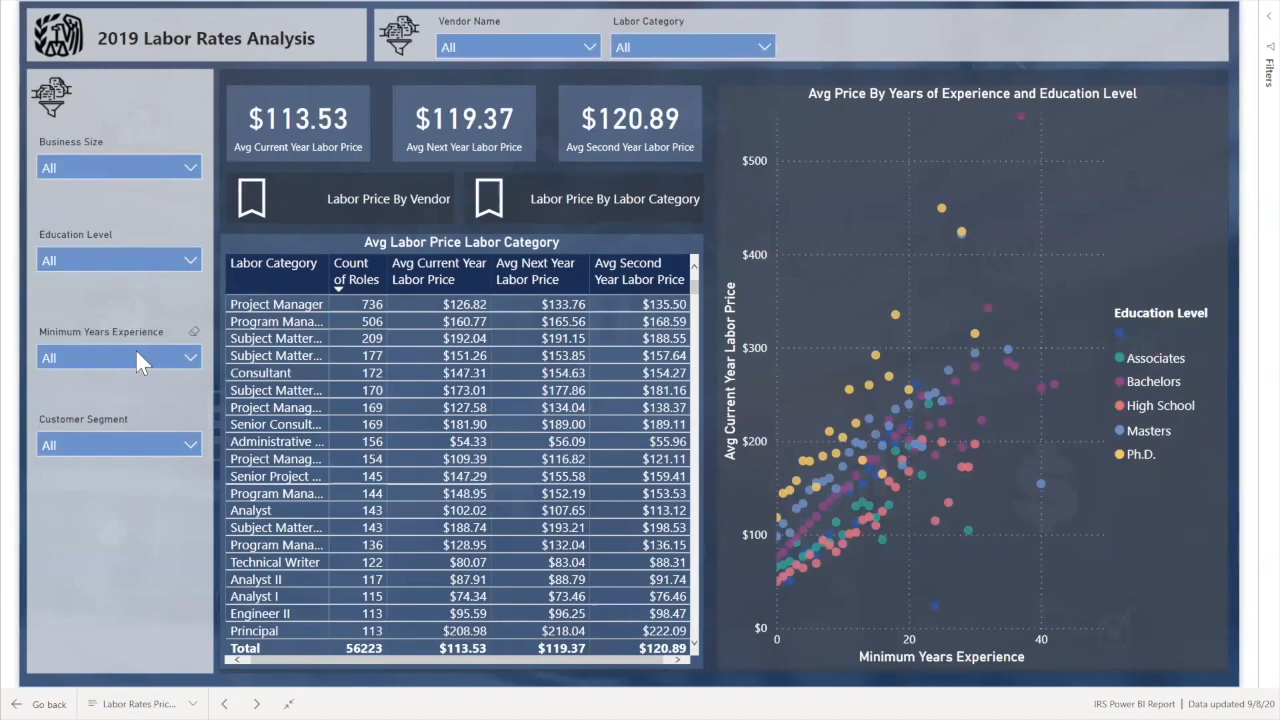 2019 Labor Rates Analysis
Vendor Name
All
Labor Category
All
Filters
Business Size
All
Education Level
All
Minimum Years Experience
All
Customer Segment
All
$113.53
Avg Current Year Labor Price
$119.37
Avg Next Year Labor Price
$120.89
Avg Second Year Labor Price
Labor Price By Vendor
Labor Price By Labor Category
Avg Labor Price Labor Category
Labor Category Count of Roles Avg Current Year Labor Price Avg Next Year Labor Price Avg Second Year Labor Price
Project Manager 736 $126.82 $133.76 $135.50
Program Mana... 506 $160.77 $165.56 $168.59
Subject Matter... 209 $192.04 $191.15 $188.55
Subject Matter... 177 $151.26 $153.85 $157.64
Consultant 172 $147.31 $154.63 $154.27
Subject Matter... 170 $173.01 $177.86 $181.16
Project Manag... 169 $127.58 $134.04 $138.37
Senior Consult... 169 $181.90 $189.00 $189.11
Administrative ... 156 $54.33 $56.09 $55.96
Project Manag... 154 $109.39 $116.82 $121.11
Senior Project ... 145 $147.29 $155.58 $159.41
Program Mana... 144 $148.95 $152.19 $153.53
Analyst 143 $102.02 $107.65 $113.12
Subject Matter... 143 $188.74 $193.21 $198.53
Program Mana... 136 $128.95 $132.04 $136.15
Technical Writer 122 $80.07 $83.04 $88.31
Analyst II 117 $87.91 $88.79 $91.74
Analyst I 115 $74.34 $73.46 $76.46
Engineer II 113 $95.59 $96.25 $98.47
Principal 113 $208.98 $218.04 $222.09
Total 56223 $113.53 $119.37 $120.89
Avg Price By Years of Experience and Education Level
Avg Current Year Labor Price
$500
$400
$300
$200
$100
$0
0 20 40
Minimum Years Experience
Education Level
Associates
Bachelors
High School
Masters
Ph.D.
Go back
Labor Rates Pric...
IRS Power BI Report | Data updated 9/8/20